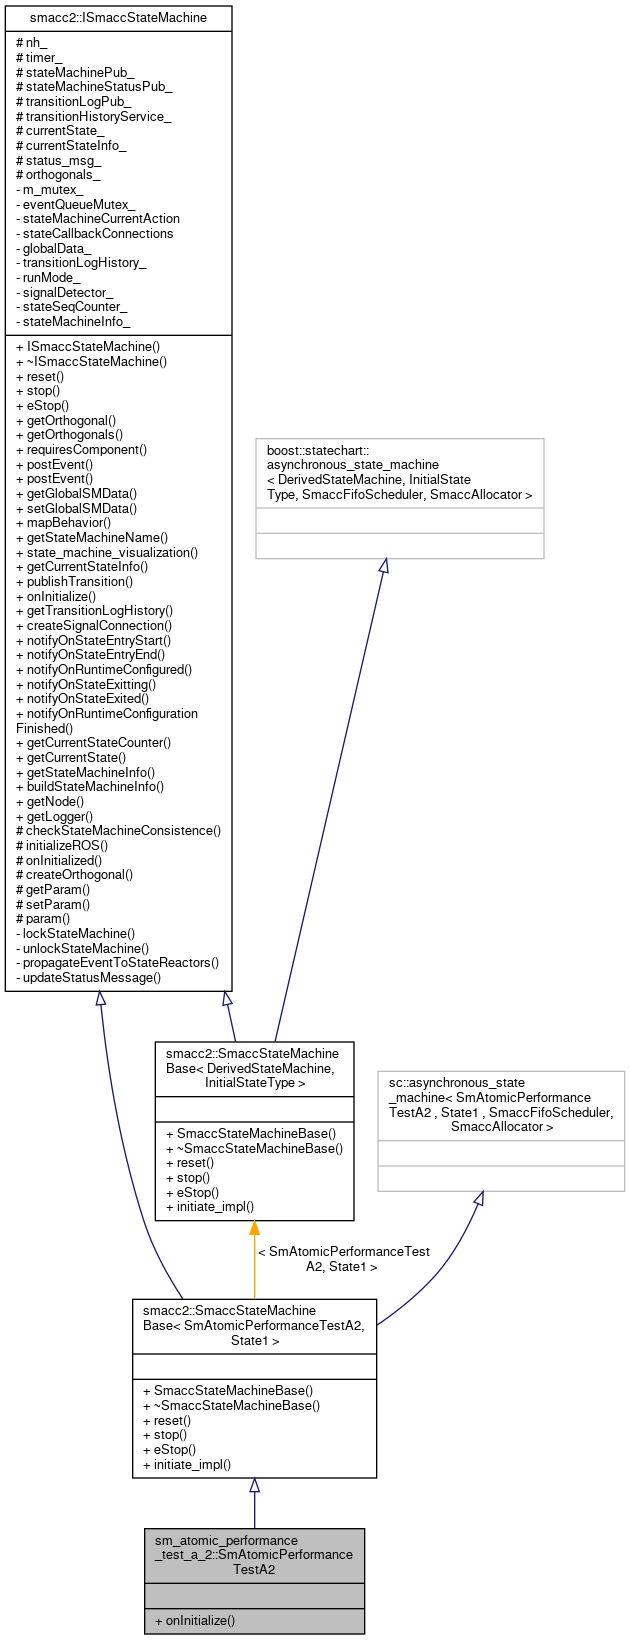 smacc2::ISmaccStateMachine
# nh_
# timer_
# stateMachinePub_
# stateMachineStatusPub_
# transitionLogPub_
# transitionHistoryService_
# currentState_
# currentStateInfo_
# status_msg_
# orthogonals_
- m_mutex_
- eventQueueMutex_
- stateMachineCurrentAction
- stateCallbackConnections
- globalData_
- transitionLogHistory_
- runMode_
- signalDetector_
- stateSeqCounter_
- stateMachineInfo_
+ ISmaccStateMachine()
+ ~ISmaccStateMachine()
+ reset()
+ stop()
+ eStop()
+ getOrthogonal()
+ getOrthogonals()
+ requiresComponent()
+ postEvent()
+ postEvent()
+ getGlobalSMData()
+ setGlobalSMData()
+ mapBehavior()
+ getStateMachineName()
+ state_machine_visualization()
+ getCurrentStateInfo()
+ publishTransition()
+ onInitialize()
+ getTransitionLogHistory()
+ createSignalConnection()
+ notifyOnStateEntryStart()
+ notifyOnStateEntryEnd()
+ notifyOnRuntimeConfigured()
+ notifyOnStateExitting()
+ notifyOnStateExited()
+ notifyOnRuntimeConfiguration
Finished()
+ getCurrentStateCounter()
+ getCurrentState()
+ getStateMachineInfo()
+ buildStateMachineInfo()
+ getNode()
+ getLogger()
# checkStateMachineConsistence()
# initializeROS()
# onInitialized()
# createOrthogonal()
# getParam()
# setParam()
# param()
- lockStateMachine()
- unlockStateMachine()
- propagateEventToStateReactors()
- updateStatusMessage()
boost::statechart::
asynchronous_state_machine
< DerivedStateMachine, InitialState
Type, SmaccFifoScheduler, SmaccAllocator >
smacc2::SmaccStateMachine
Base< DerivedStateMachine,
InitialStateType >
+ SmaccStateMachineBase()
+ ~SmaccStateMachineBase()
+ reset()
+ stop()
+ eStop()
+ initiate_impl()
sc::asynchronous_state
_machine< SmAtomicPerformance
TestA2 , State1 , SmaccFifoScheduler,
SmaccAllocator >
< SmAtomicPerformanceTest
A2, State1 >
smacc2::SmaccStateMachine
Base< SmAtomicPerformanceTestA2,
State1 >
+ SmaccStateMachineBase()
+ ~SmaccStateMachineBase()
+ reset()
+ stop()
+ eStop()
+ initiate_impl()
sm_atomic_performance
_test_a_2::SmAtomicPerformance
TestA2
+ onInitialize()